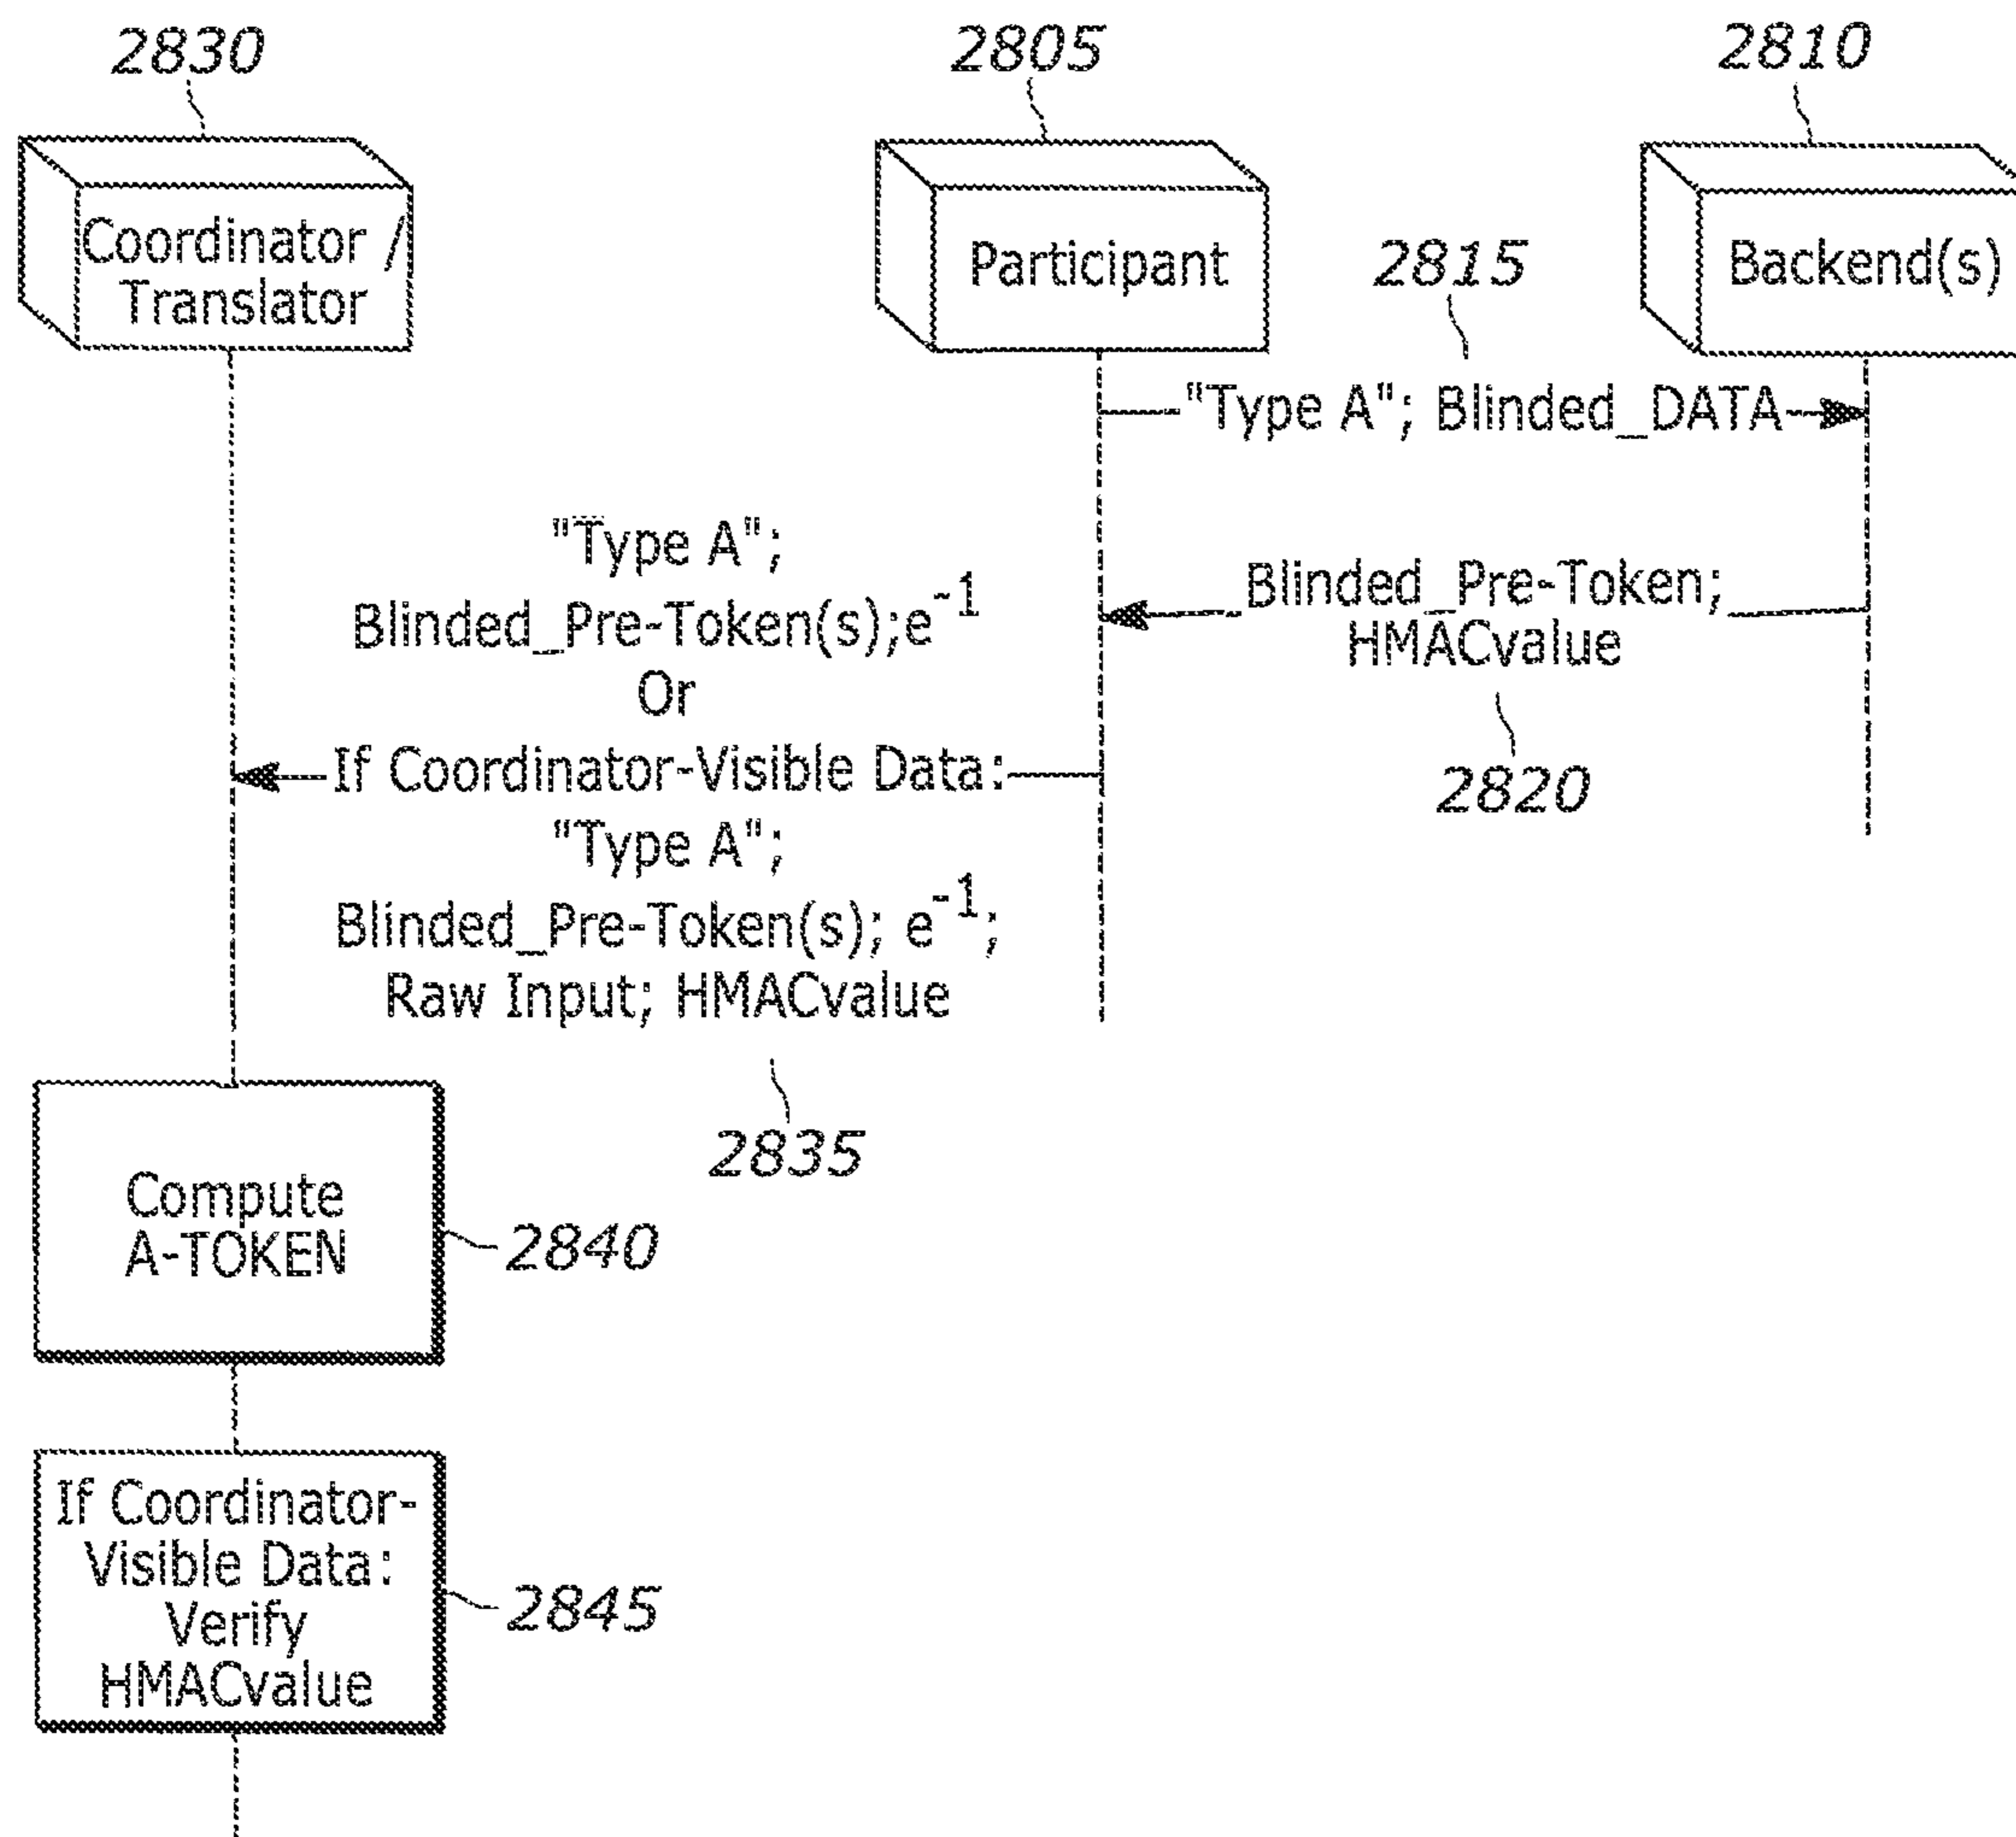 2830
2805
2810
Coordinator /
Translator
Participant
2815
Backend(s)
"Type A"; Blinded_DATA
"Type A";
Blinded_Pre-Token(s);e⁻¹
Or
If Coordinator-Visible Data:
"Type A";
Blinded_Pre-Token(s); e⁻¹;
Raw Input; HMACvalue
2835
Blinded_Pre-Token;
HMACvalue
2820
Compute
A-TOKEN
2840
If Coordinator-
Visible Data:
Verify
HMACvalue
2845